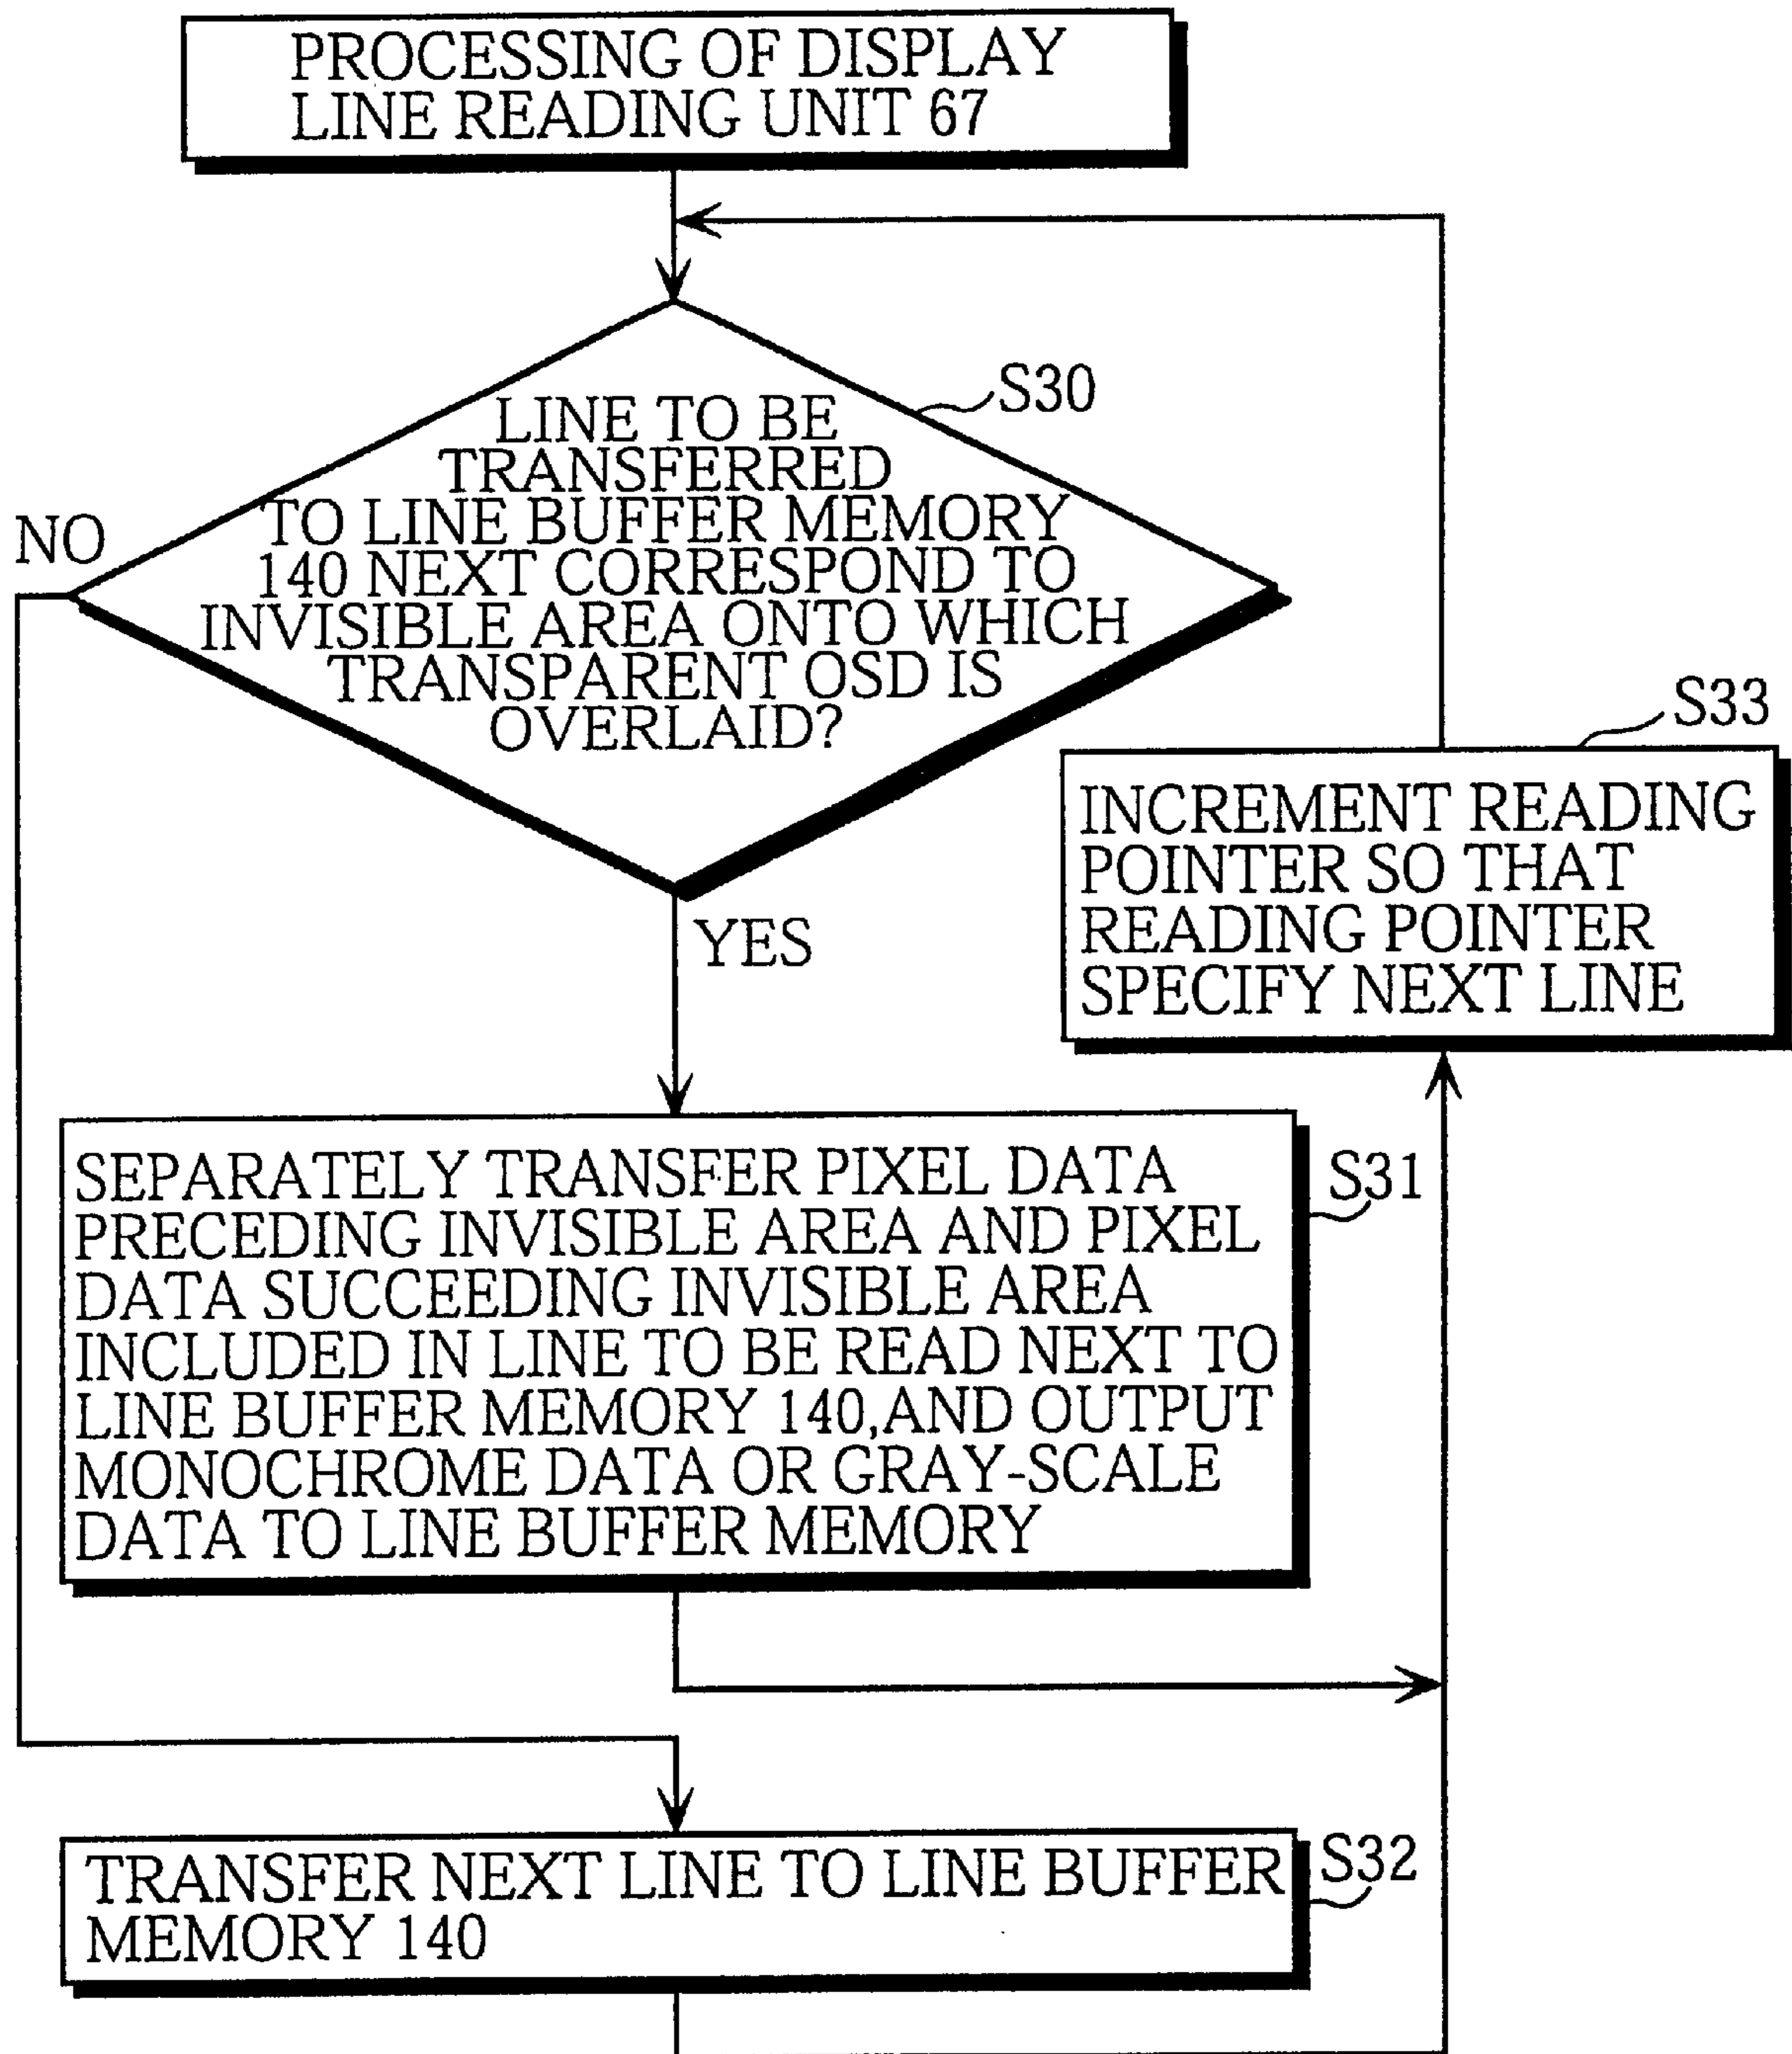 PROCESSING OF DISPLAY
LINE READING UNIT 67
S30
LINE TO BE
TRANSFERRED
TO LINE BUFFER MEMORY
140 NEXT CORRESPOND TO
INVISIBLE AREA ONTO WHICH
TRANSPARENT OSD IS
OVERLAID?
NO
YES
S33
INCREMENT READING
POINTER SO THAT
READING POINTER
SPECIFY NEXT LINE
S31
SEPARATELY TRANSFER PIXEL DATA
PRECEDING INVISIBLE AREA AND PIXEL
DATA SUCCEEDING INVISIBLE AREA
INCLUDED IN LINE TO BE READ NEXT TO
LINE BUFFER MEMORY 140,AND OUTPUT
MONOCHROME DATA OR GRAY-SCALE
DATA TO LINE BUFFER MEMORY
S32
TRANSFER NEXT LINE TO LINE BUFFER
MEMORY 140